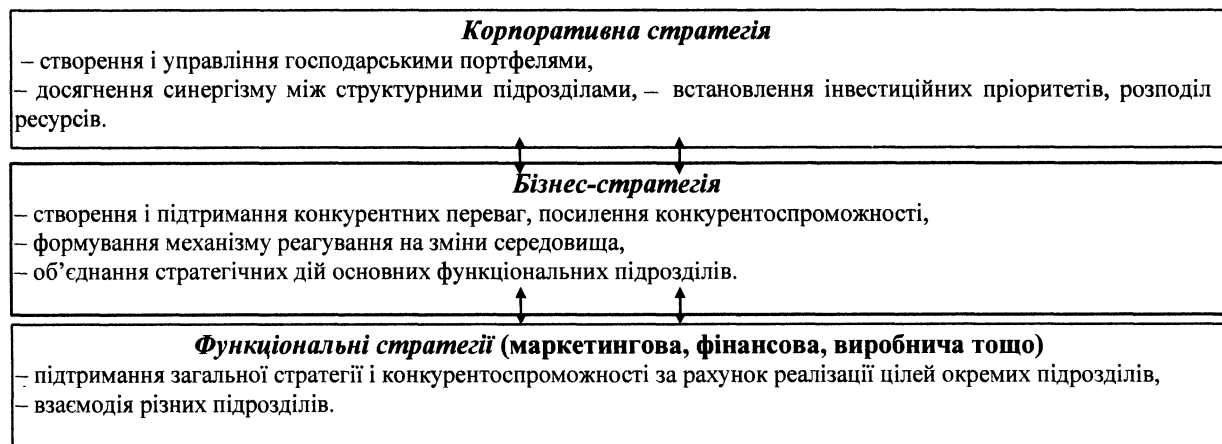 Корпоративна стратегія
– створення і управління господарськими портфелями,
– досягнення синергізму між структурними підрозділами, – встановлення інвестиційних пріоритетів, розподіл
ресурсів.
Бізнес-стратегія
– створення і підтримання конкурентних переваг, посилення конкурентоспроможності,
– формування механізму реагування на зміни середовища,
– об’єднання стратегічних дій основних функціональних підрозділів.
Функціональні стратегії (маркетингова, фінансова, виробнича тощо)
– підтримання загальної стратегії і конкурентоспроможності за рахунок реалізації цілей окремих підрозділів,
– взаємодія різних підрозділів.